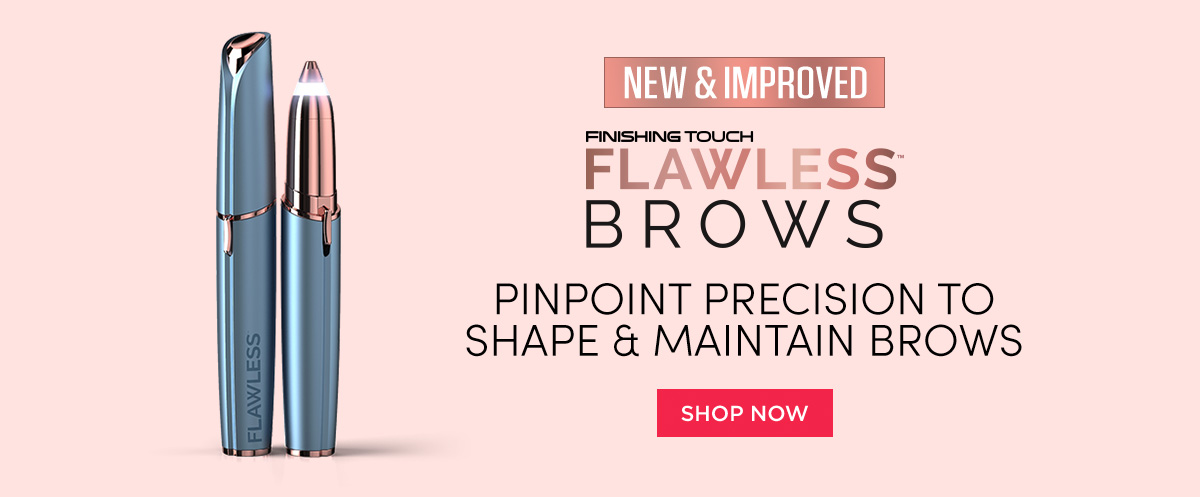 NEW & IMPROVED
FINISHING TOUCH
FLAWLESS™
BROWS
PINPOINT PRECISION TO
SHAPE & MAINTAIN BROWS
SHOP NOW
FLAWLESS